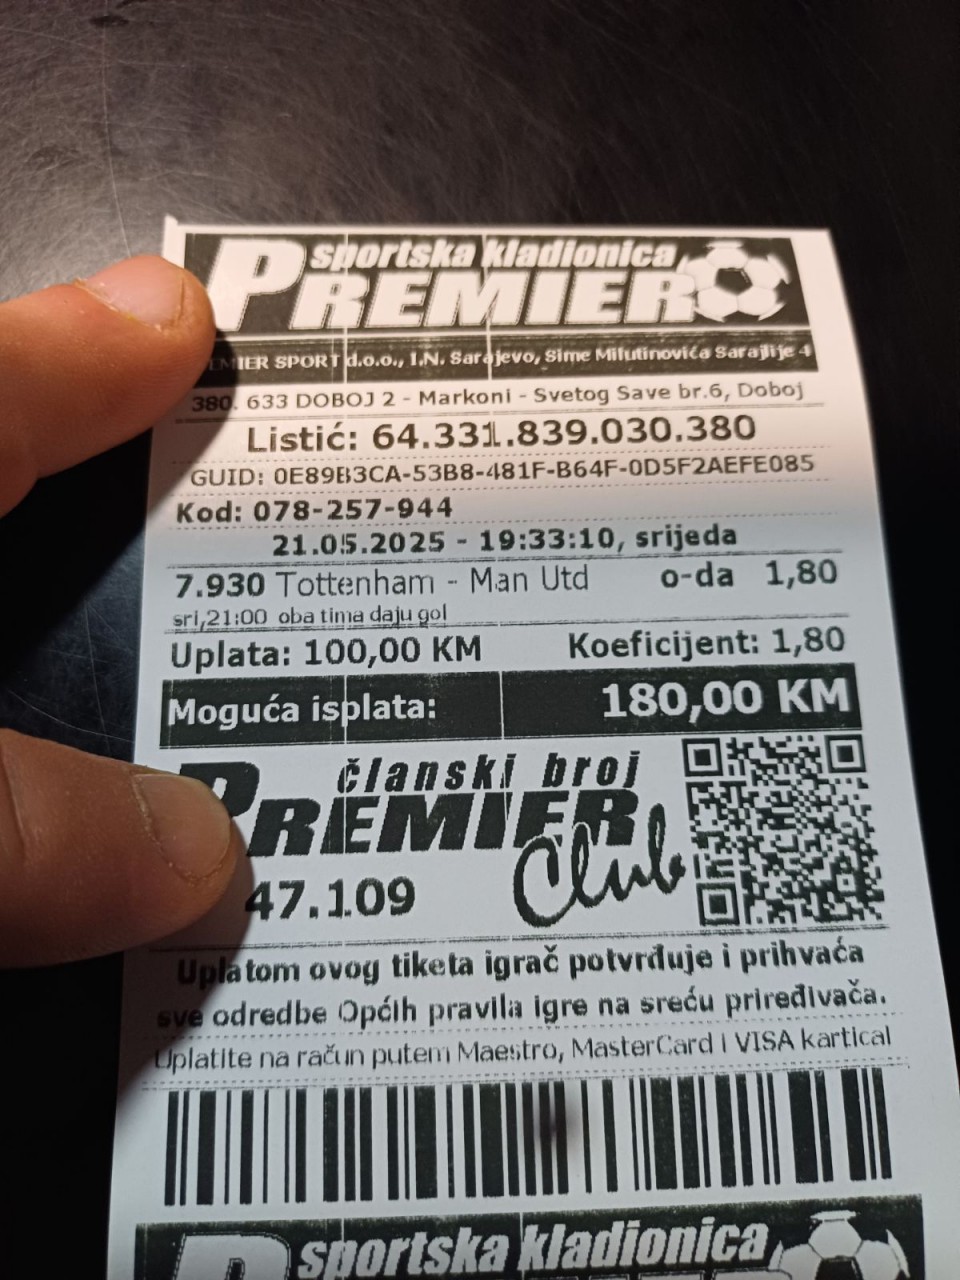 sportska kladionica
PREMIER
MIER SPORT d.o.o., I.N. Sarajevo, Sime Milutinovića Sarajlije 4
380. 633 DOBOJ 2 - Markoni - Svetog Save br.6, Doboj
Listić: 64.331.839.030.380
GUID: 0E89B3CA-53B8-481F-B64F-0D5F2AEFE085
Kod: 078-257-944
21.05.2025 - 19:33:10, srijeda
7.930 Tottenham - Man Utd o-da 1,80
sri,21:00 oba tima daju gol
Uplata: 100,00 KM Koeficijent: 1,80
Moguća isplata: 180,00 KM
članski broj
PREMIER
Club
47.109
Uplatom ovog tiketa igrač potvrđuje i prihvaća
sve odredbe Općih pravila igre na sreću priređivača.
Uplatite na račun putem Maestro, MasterCard i VISA kartica!
sportska kladionica
PREMIER